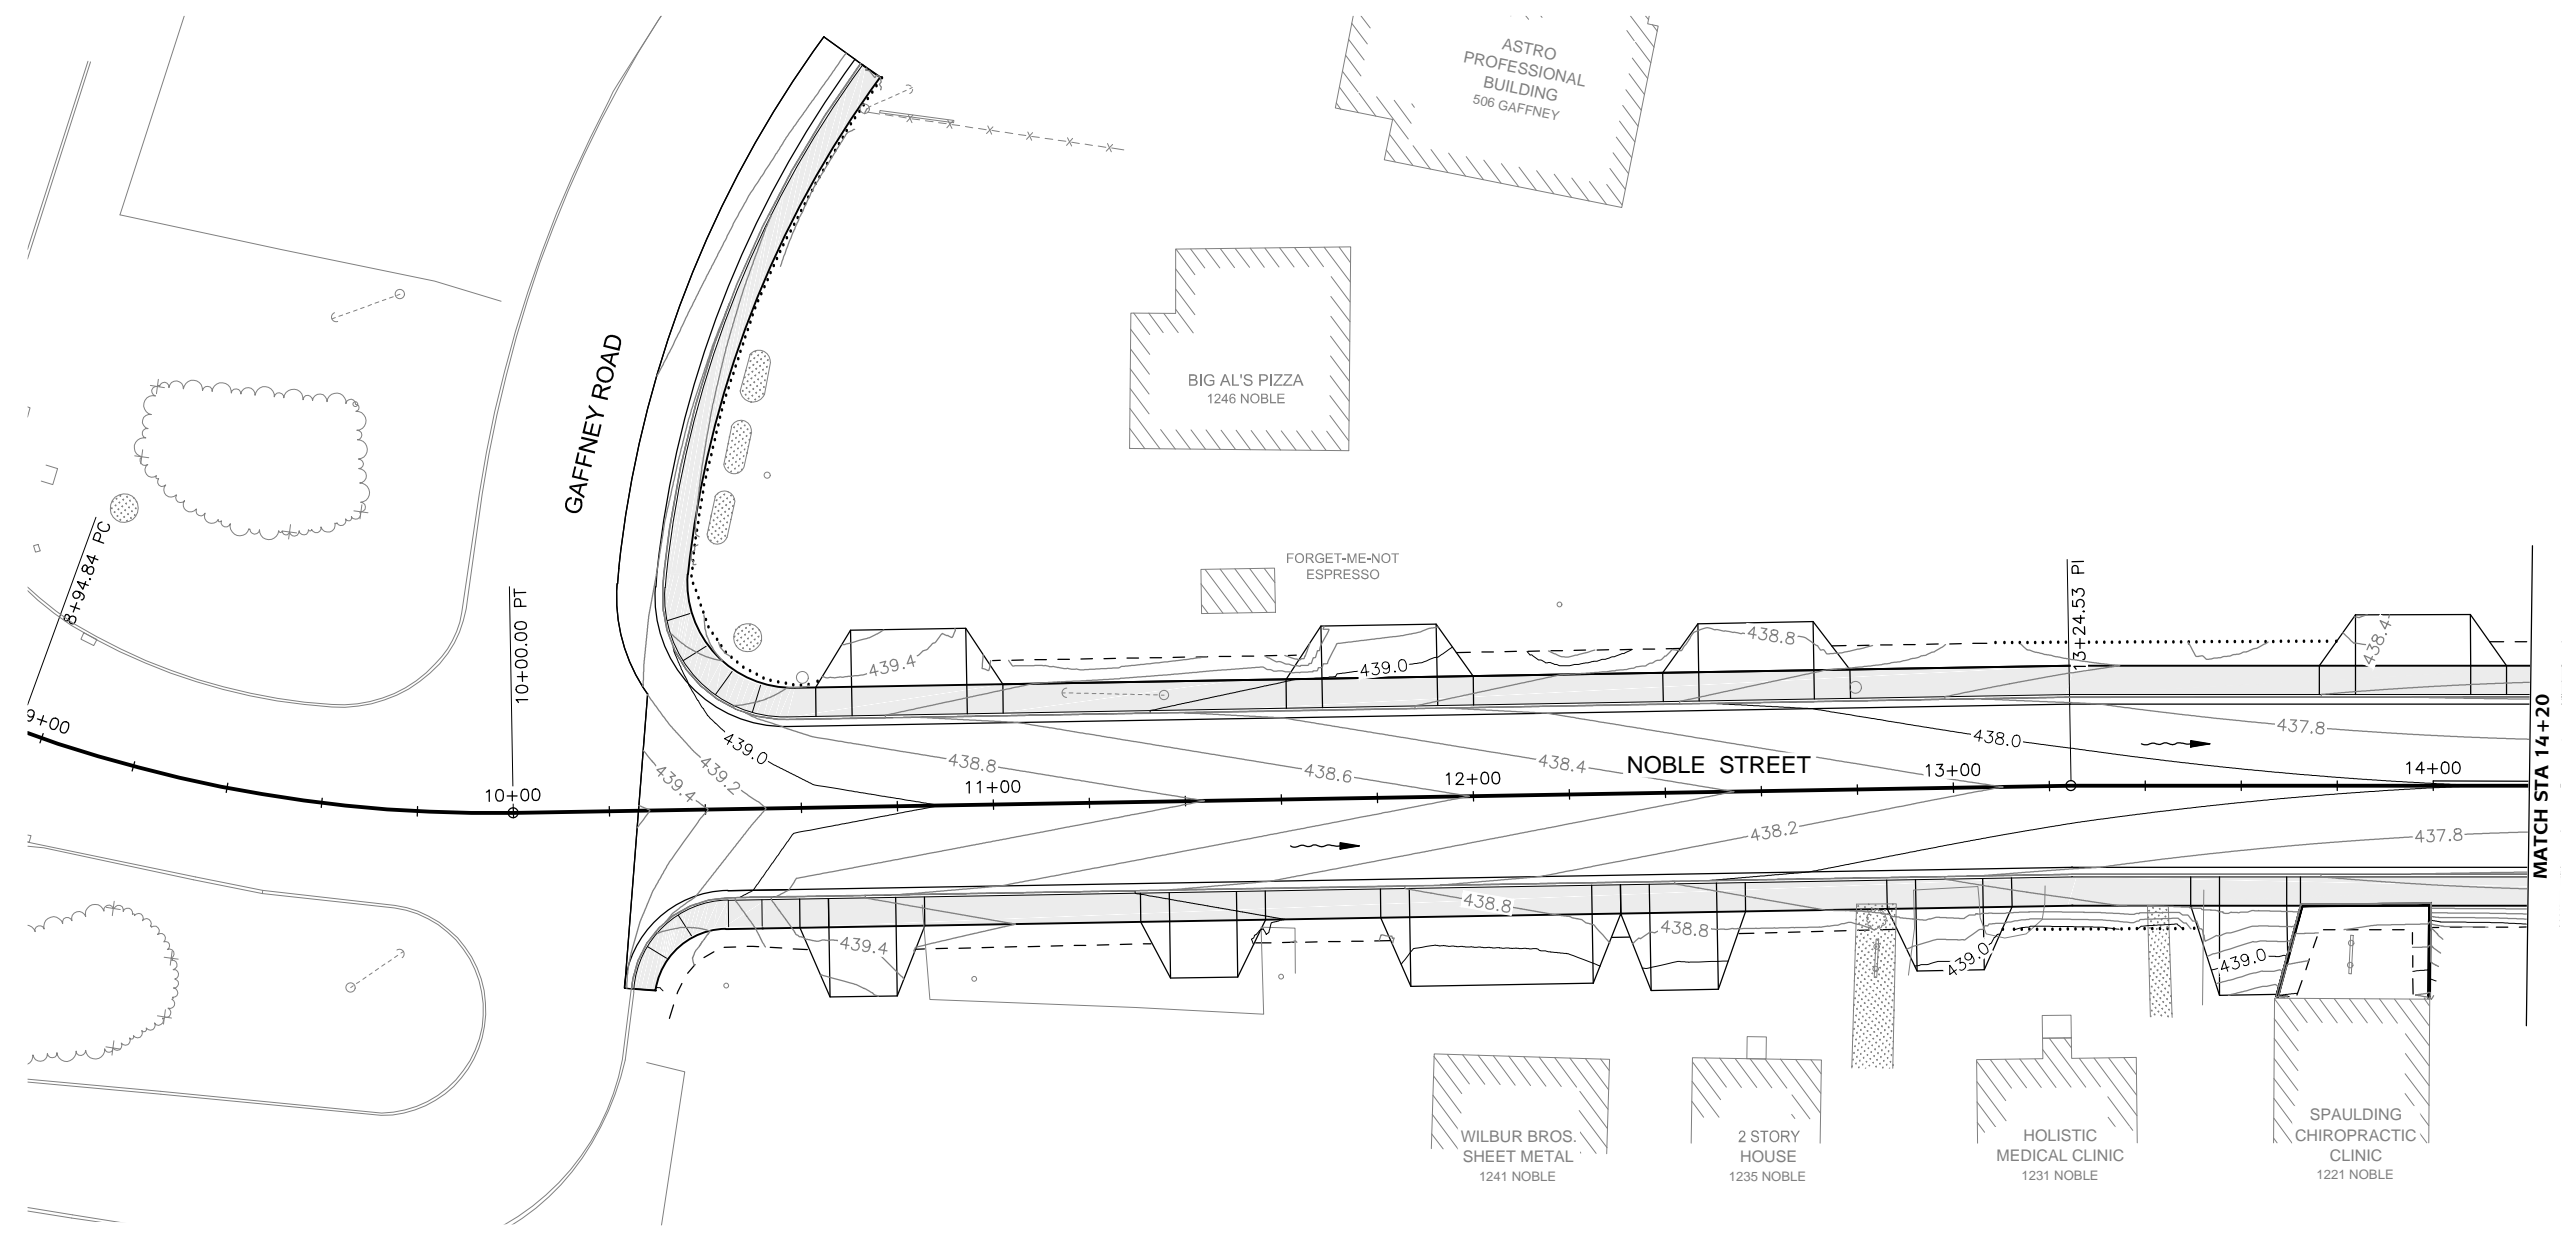 ASTRO
PROFESSIONAL
BUILDING
506 GAFFNEY
BIG AL'S PIZZA
1246 NOBLE
GAFFNEY ROAD
FORGET-ME-NOT
ESPRESSO
8+94.84 PC
10+00.00 PT
13+24.53 PI
439.4
439.0
438.8
438.4
9+00
10+00
11+00
12+00
13+00
14+00
NOBLE STREET
439.4
439.2
439.0
438.8
438.6
438.4
438.0
437.8
438.2
437.8
MATCH STA 14+20
439.4
438.8
438.8
439.0
439.0
WILBUR BROS.
SHEET METAL
1241 NOBLE
2 STORY
HOUSE
1235 NOBLE
HOLISTIC
MEDICAL CLINIC
1231 NOBLE
SPAULDING
CHIROPRACTIC
CLINIC
1221 NOBLE